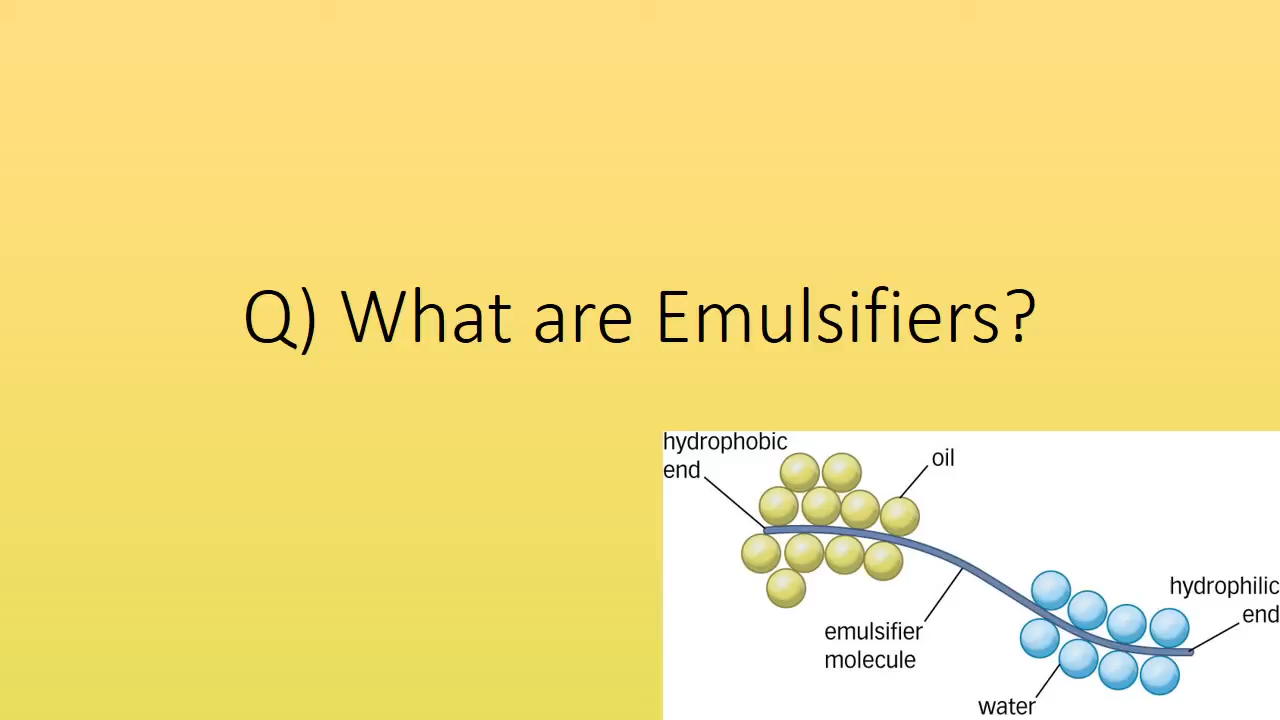 Q) What are Emulsifiers?
hydrophobic
end
oil
emulsifier
molecule
hydrophilic
end
water